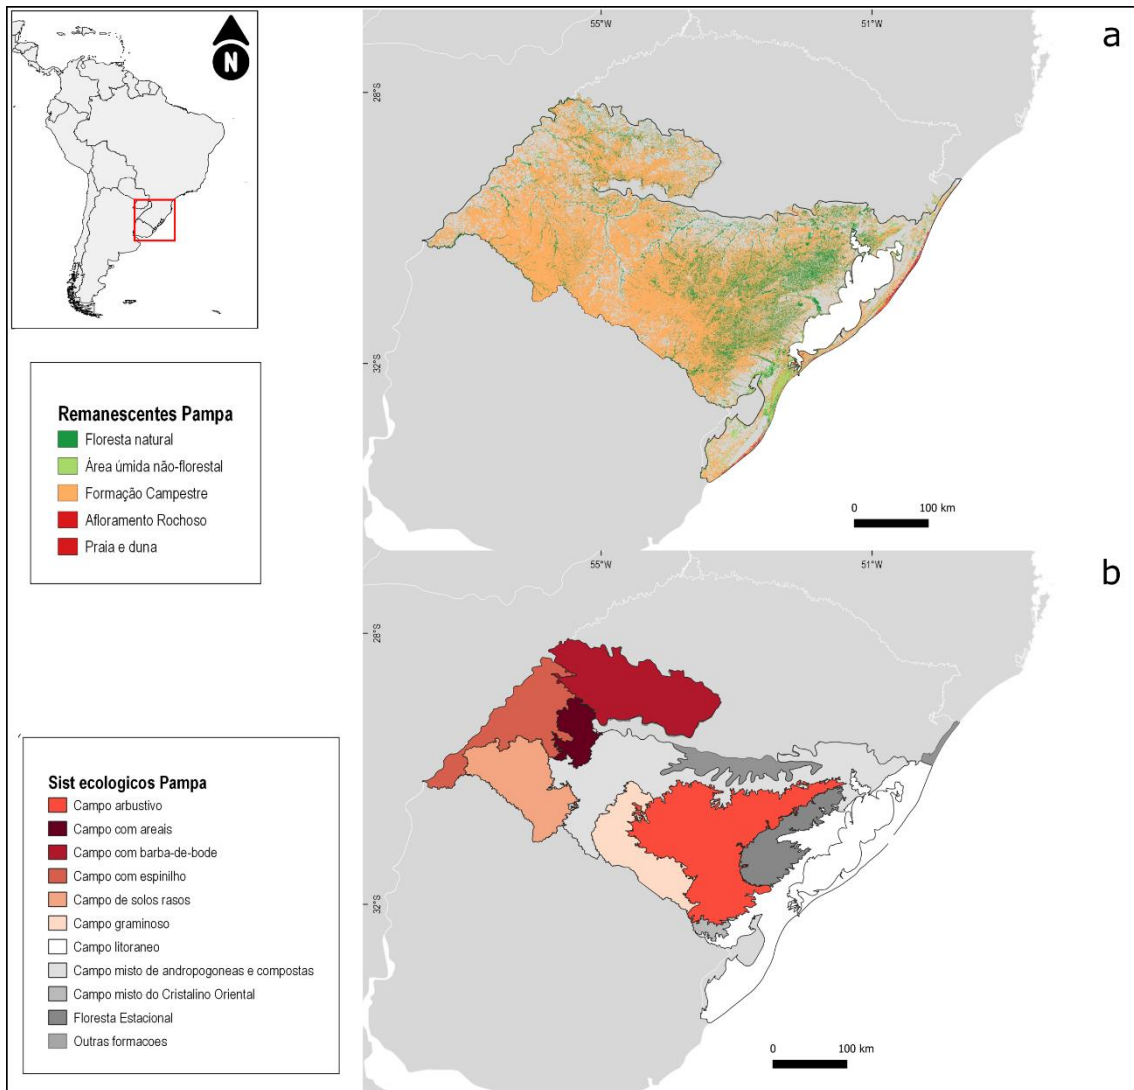 N
55°W
51°W
a
28°S
32°S
Remanescentes Pampa
Floresta natural
Área úmida não-florestal
Formação Campestre
Afloramento Rochoso
Praia e duna
0
100 km
55°W
51°W
b
28°S
32°S
Sist ecologicos Pampa
Campo arbustivo
Campo com areais
Campo com barba-de-bode
Campo com espinilho
Campo de solos rasos
Campo graminoso
Campo litoraneo
Campo misto de andropogoneas e compostas
Campo misto do Cristalino Oriental
Floresta Estacional
Outras formacoes
0
100 km